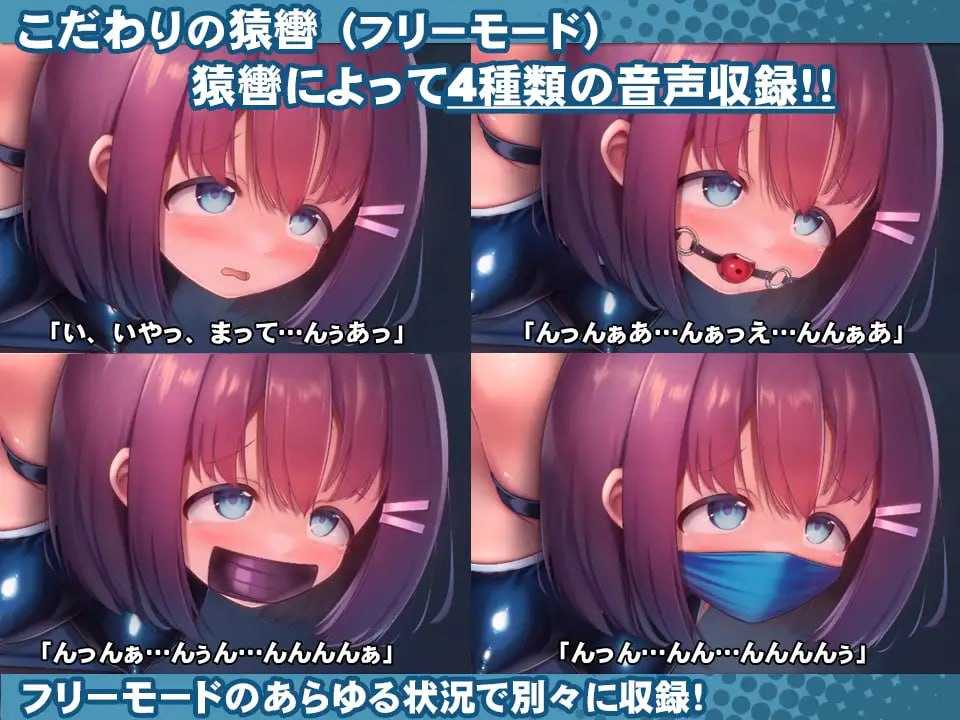 こだわりの猿轡（フリーモード）
猿轡によって4種類の音声収録!!
「い、いやっ、まって…んぅあっ」
「んっんぁあ…んぁっえ…んんぁあ」
「んっんぁ…んぅん…んんんんぁ」
「んっん…んん…んんんんぅ」
フリーモードのあらゆる状況で別々に収録！